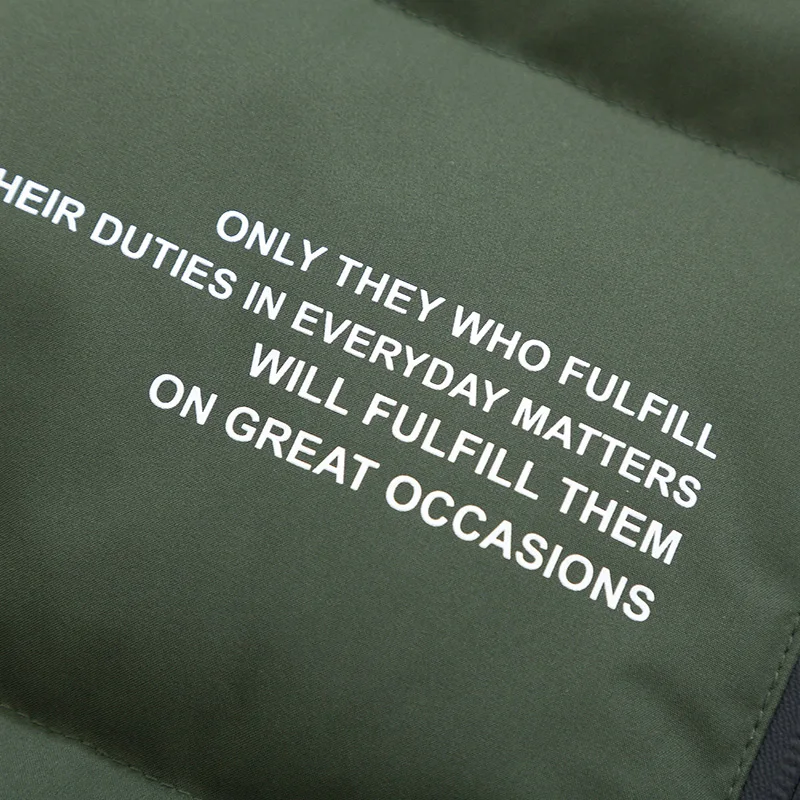 ONLY THEY WHO FULFILL
HEIR DUTIES IN EVERYDAY MATTERS
WILL FULFILL THEM
ON GREAT OCCASIONS